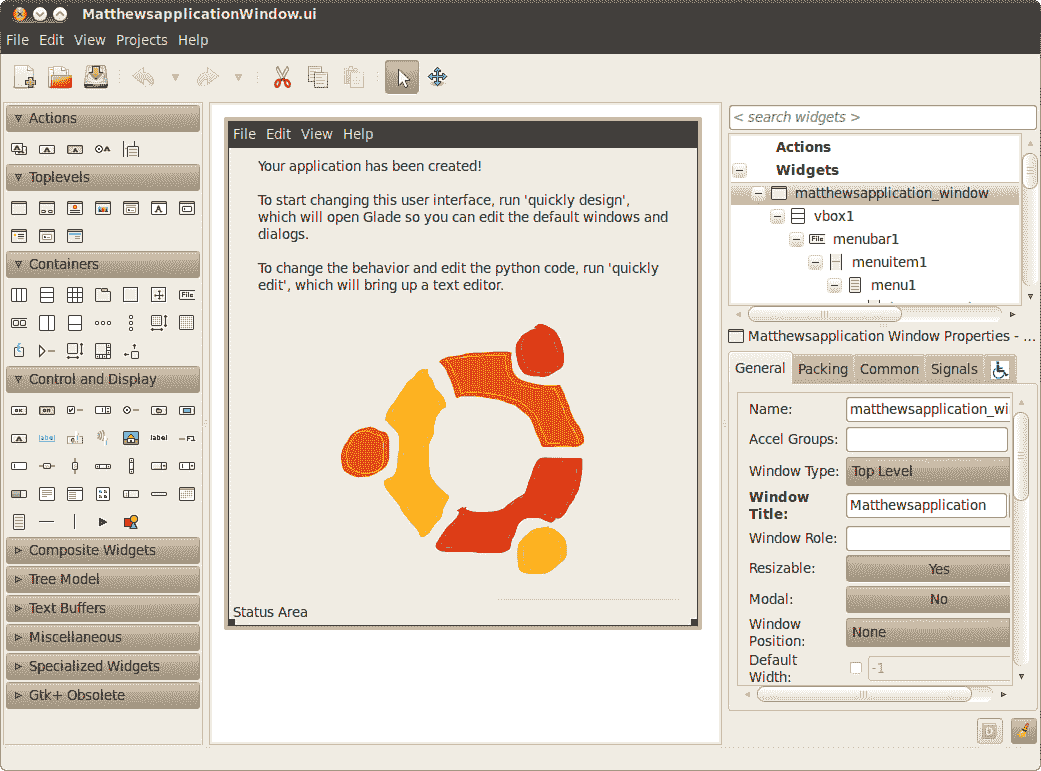 MatthewsapplicationWindow.ui
File Edit View Projects Help
Actions
Toplevels
Containers
File
Control and Display
OK
label
Composite Widgets
Tree Model
Text Buffers
Miscellaneous
Specialized Widgets
Gtk+ Obsolete
File Edit View Help
Your application has been created!
To start changing this user interface, run 'quickly design',
which will open Glade so you can edit the default windows and
dialogs.
To change the behavior and edit the python code, run 'quickly
edit', which will bring up a text editor.
Status Area
< search widgets >
Actions
Widgets
matthewsapplication_window
vbox1
File menubar1
menuitem1
menu1
Matthewsapplication Window Properties - ...
General Packing Common Signals
Name: matthewsapplication_wi
Accel Groups:
Window Type: Top Level
Window
Title: Matthewsapplication
Window Role:
Resizable: Yes
Modal: No
Window
Position: None
Default
Width: -1
D